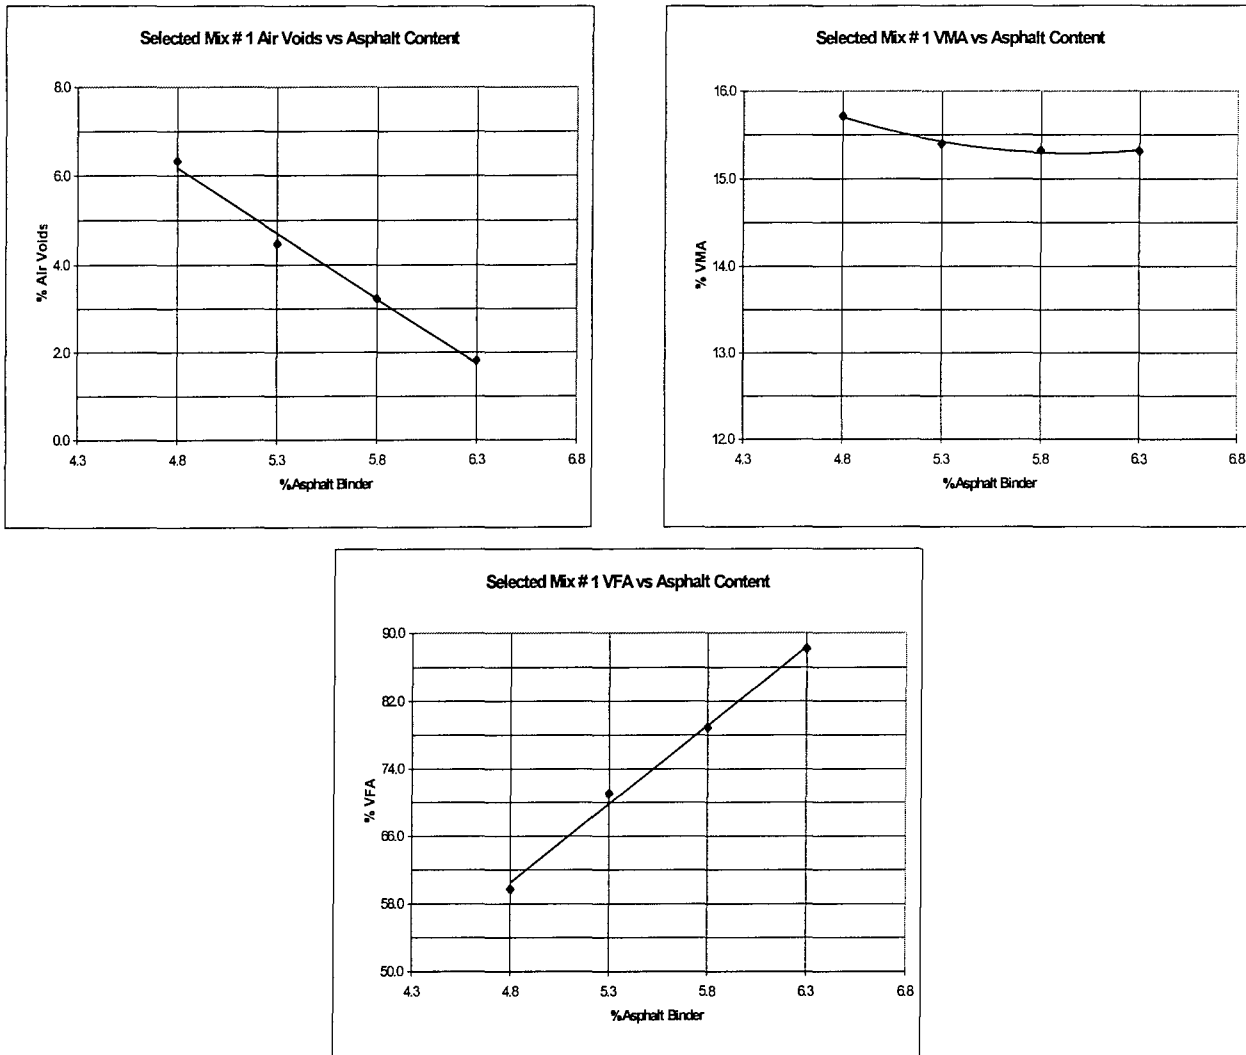 Selected Mix # 1 Air Voids vs Asphalt Content
8.0
6.0
4.0
2.0
0.0
% Air Voids
4.3 4.8 5.3 5.8 6.3 6.8
%Asphalt Binder
Selected Mix # 1 VMA vs Asphalt Content
16.0
15.0
14.0
13.0
12.0
% VMA
4.3 4.8 5.3 5.8 6.3 6.8
%Asphalt Binder
Selected Mix # 1 VFA vs Asphalt Content
90.0
82.0
74.0
66.0
58.0
50.0
% VFA
4.3 4.8 5.3 5.8 6.3 6.8
%Asphalt Binder